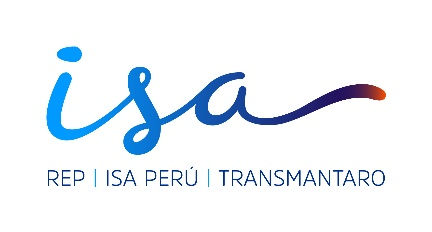 isa
REP | ISA PERÚ | TRANSMANTARO